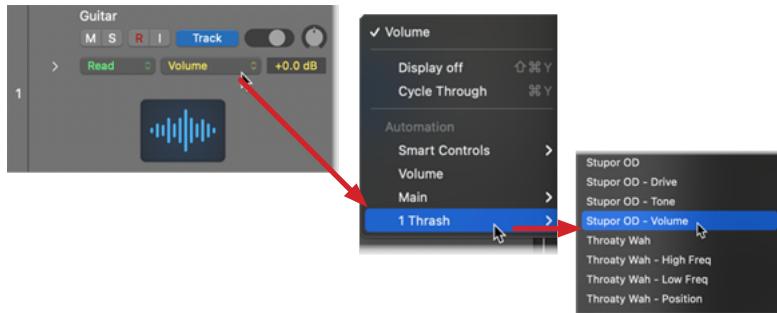 Guitar
M S R I Track
Read Volume +0.0 dB
1
✓ Volume
Display off ⇧⌘Y
Cycle Through ⌘Y
Automation
Smart Controls
Volume
Main
1 Thrash
Stupor OD
Stupor OD - Drive
Stupor OD - Tone
Stupor OD - Volume
Throaty Wah
Throaty Wah - High Freq
Throaty Wah - Low Freq
Throaty Wah - Position